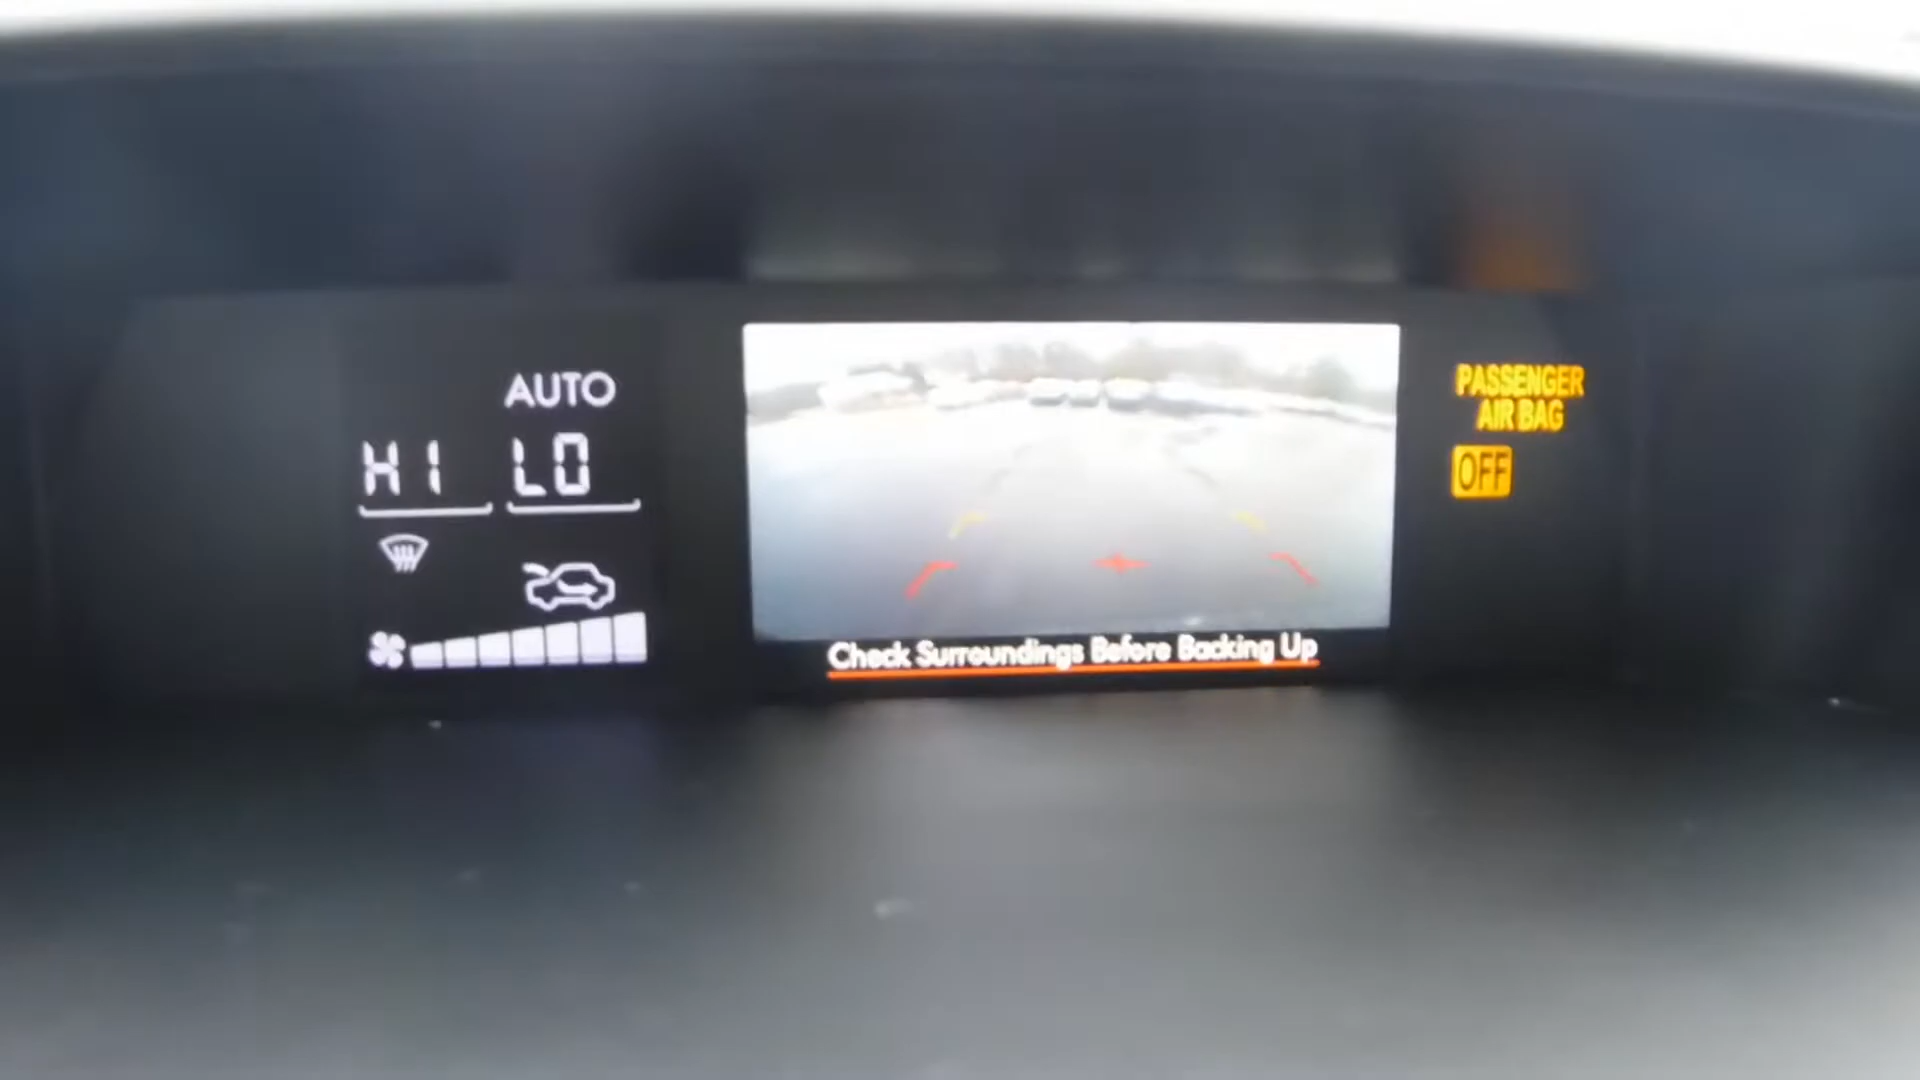 AUTO
HI LO
Check Surroundings Before Backing Up
PASSENGER
AIR BAG
OFF